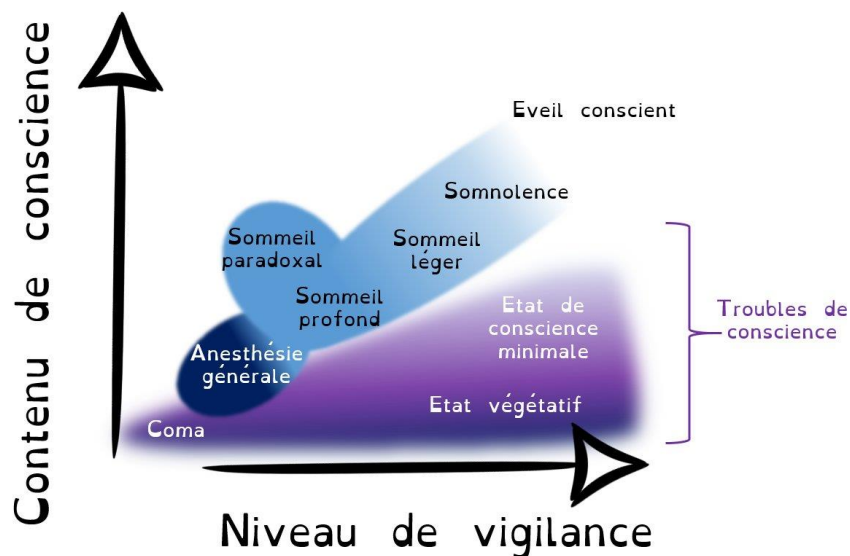 Contenu de conscience
Eveil conscient
Somnolence
Sommeil
paradoxal
Sommeil
léger
Sommeil
profond
Anesthésie
générale
Etat de
conscience
minimale
Troubles de
conscience
Etat végétatif
Coma
Niveau de vigilance